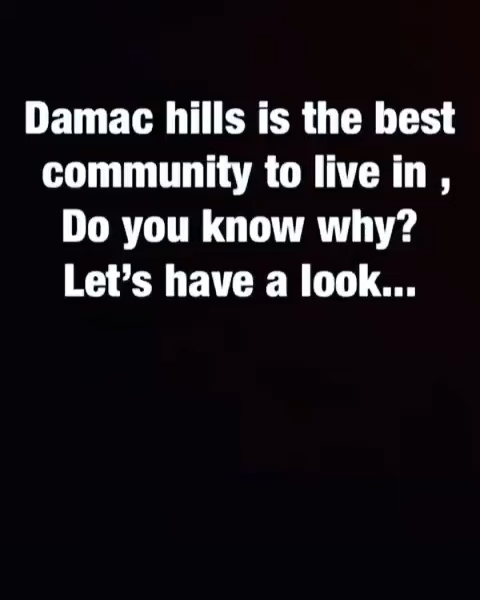 Damac hills is the best
community to live in ,
Do you know why?
Let’s have a look...